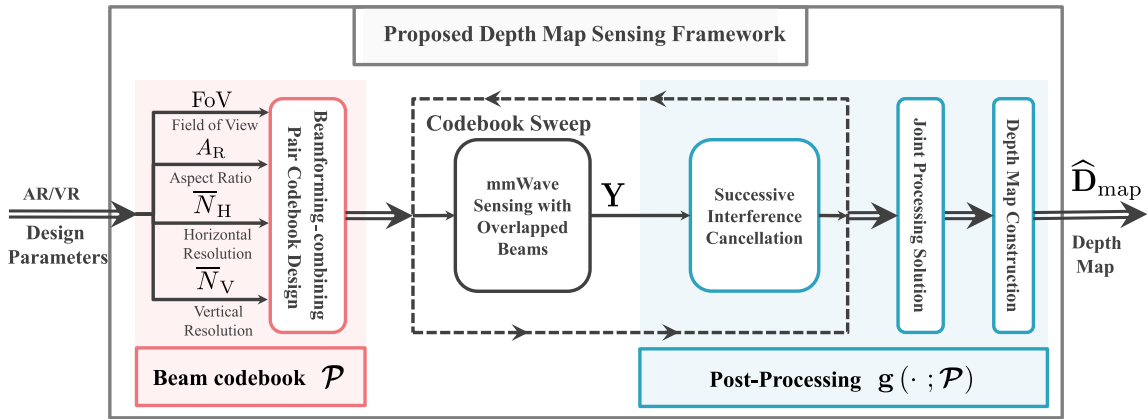 Proposed Depth Map Sensing Framework
AR/VR
Design
Parameters
FoV
Field of View
A_R
Aspect Ratio
N̅_H
Horizontal
Resolution
N̅_V
Vertical
Resolution
Beamforming-combining
Pair Codebook Design
Beam codebook 𝓟
Codebook Sweep
mmWave
Sensing with
Overlapped
Beams
Y
Successive
Interference
Cancellation
Joint Processing Solution
Depth Map Construction
Post-Processing g (· ; 𝓟)
D̂_map
Depth
Map